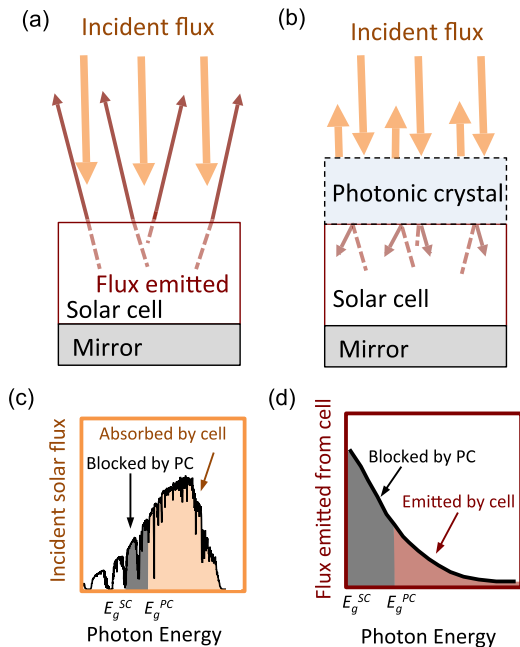 (a)
Incident flux
Flux emitted
Solar cell
Mirror
(b)
Incident flux
Photonic crystal
Solar cell
Mirror
(c)
Incident solar flux
Absorbed by cell
Blocked by PC
E_g^SC E_g^PC
Photon Energy
(d)
Flux emitted from cell
Blocked by PC
Emitted by cell
E_g^SC E_g^PC
Photon Energy